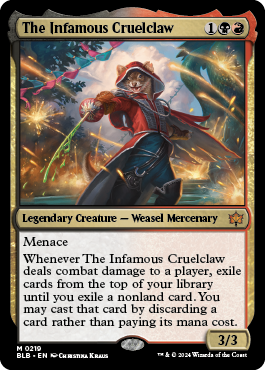 The Infamous Cruelclaw 1
Legendary Creature — Weasel Mercenary
Menace
Whenever The Infamous Cruelclaw
deals combat damage to a player, exile
cards from the top of your library
until you exile a nonland card. You
may cast that card by discarding a
card rather than paying its mana cost.
3/3
M 0219
BLB • EN Christina Kraus ™ & © 2024 Wizards of the Coast